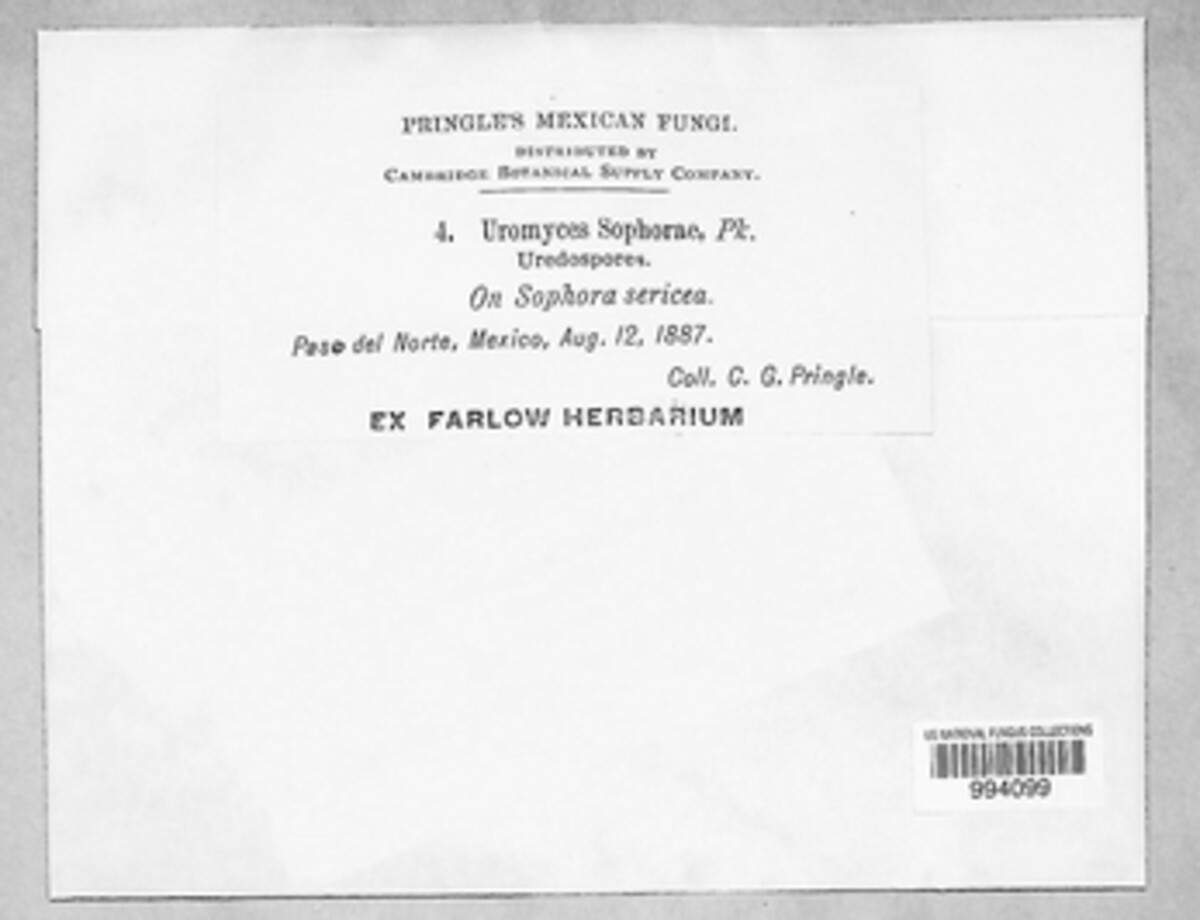 PRINGLE'S MEXICAN FUNGI.
DISTRIBUTED BY
CAMBRIDGE BOTANICAL SUPPLY COMPANY.
4. Uromyces Sophorae, Pk.
Uredospores.
On Sophora sericea.
Paso del Norte, Mexico, Aug. 12, 1887.
Coll. C. G. Pringle.
EX FARLOW HERBARIUM
US NATIONAL FUNGUS COLLECTIONS
994099